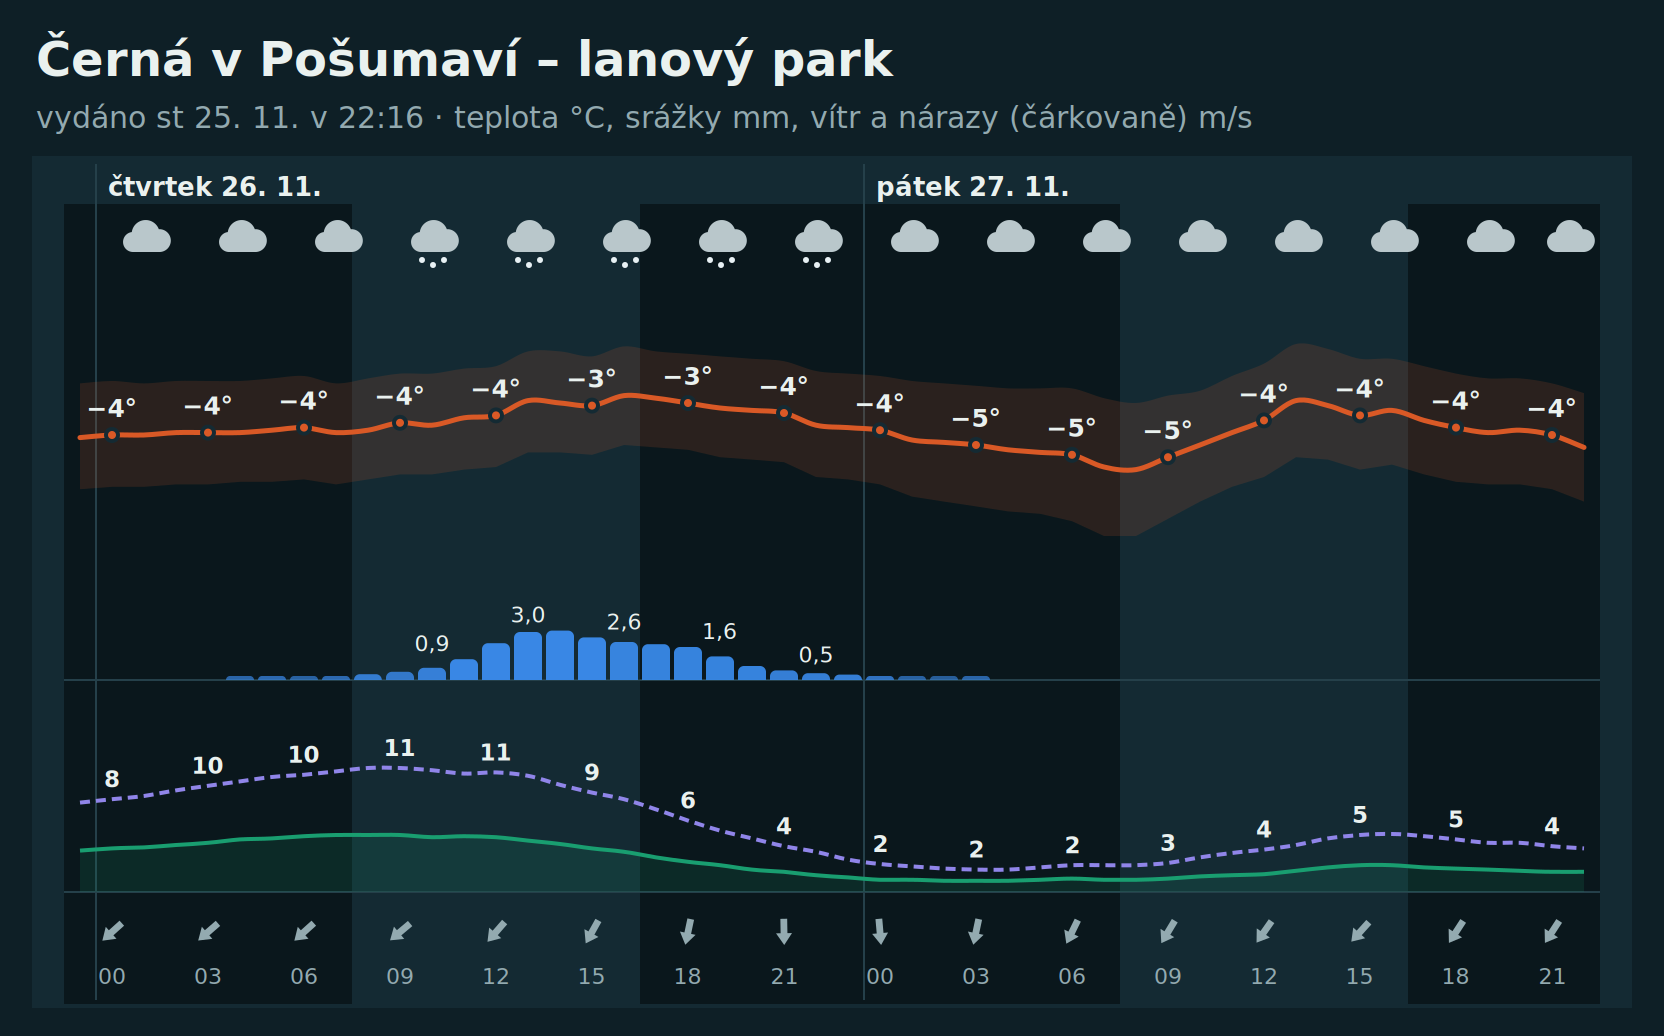 Černá v Pošumaví – lanový park
vydáno st 25. 11. v 22:16 · teplota °C, srážky mm, vítr a nárazy (čárkovaně) m/s
čtvrtek 26. 11. pátek 27. 11.
−4° −4° −4° −4° −4° −3° −3° −4° −4° −5° −5° −5° −4° −4° −4° −4°
0,9 3,0 2,6 1,6 0,5
8 10 10 11 11 9 6 4 2 2 2 3 4 5 5 4
00 03 06 09 12 15 18 21 00 03 06 09 12 15 18 21